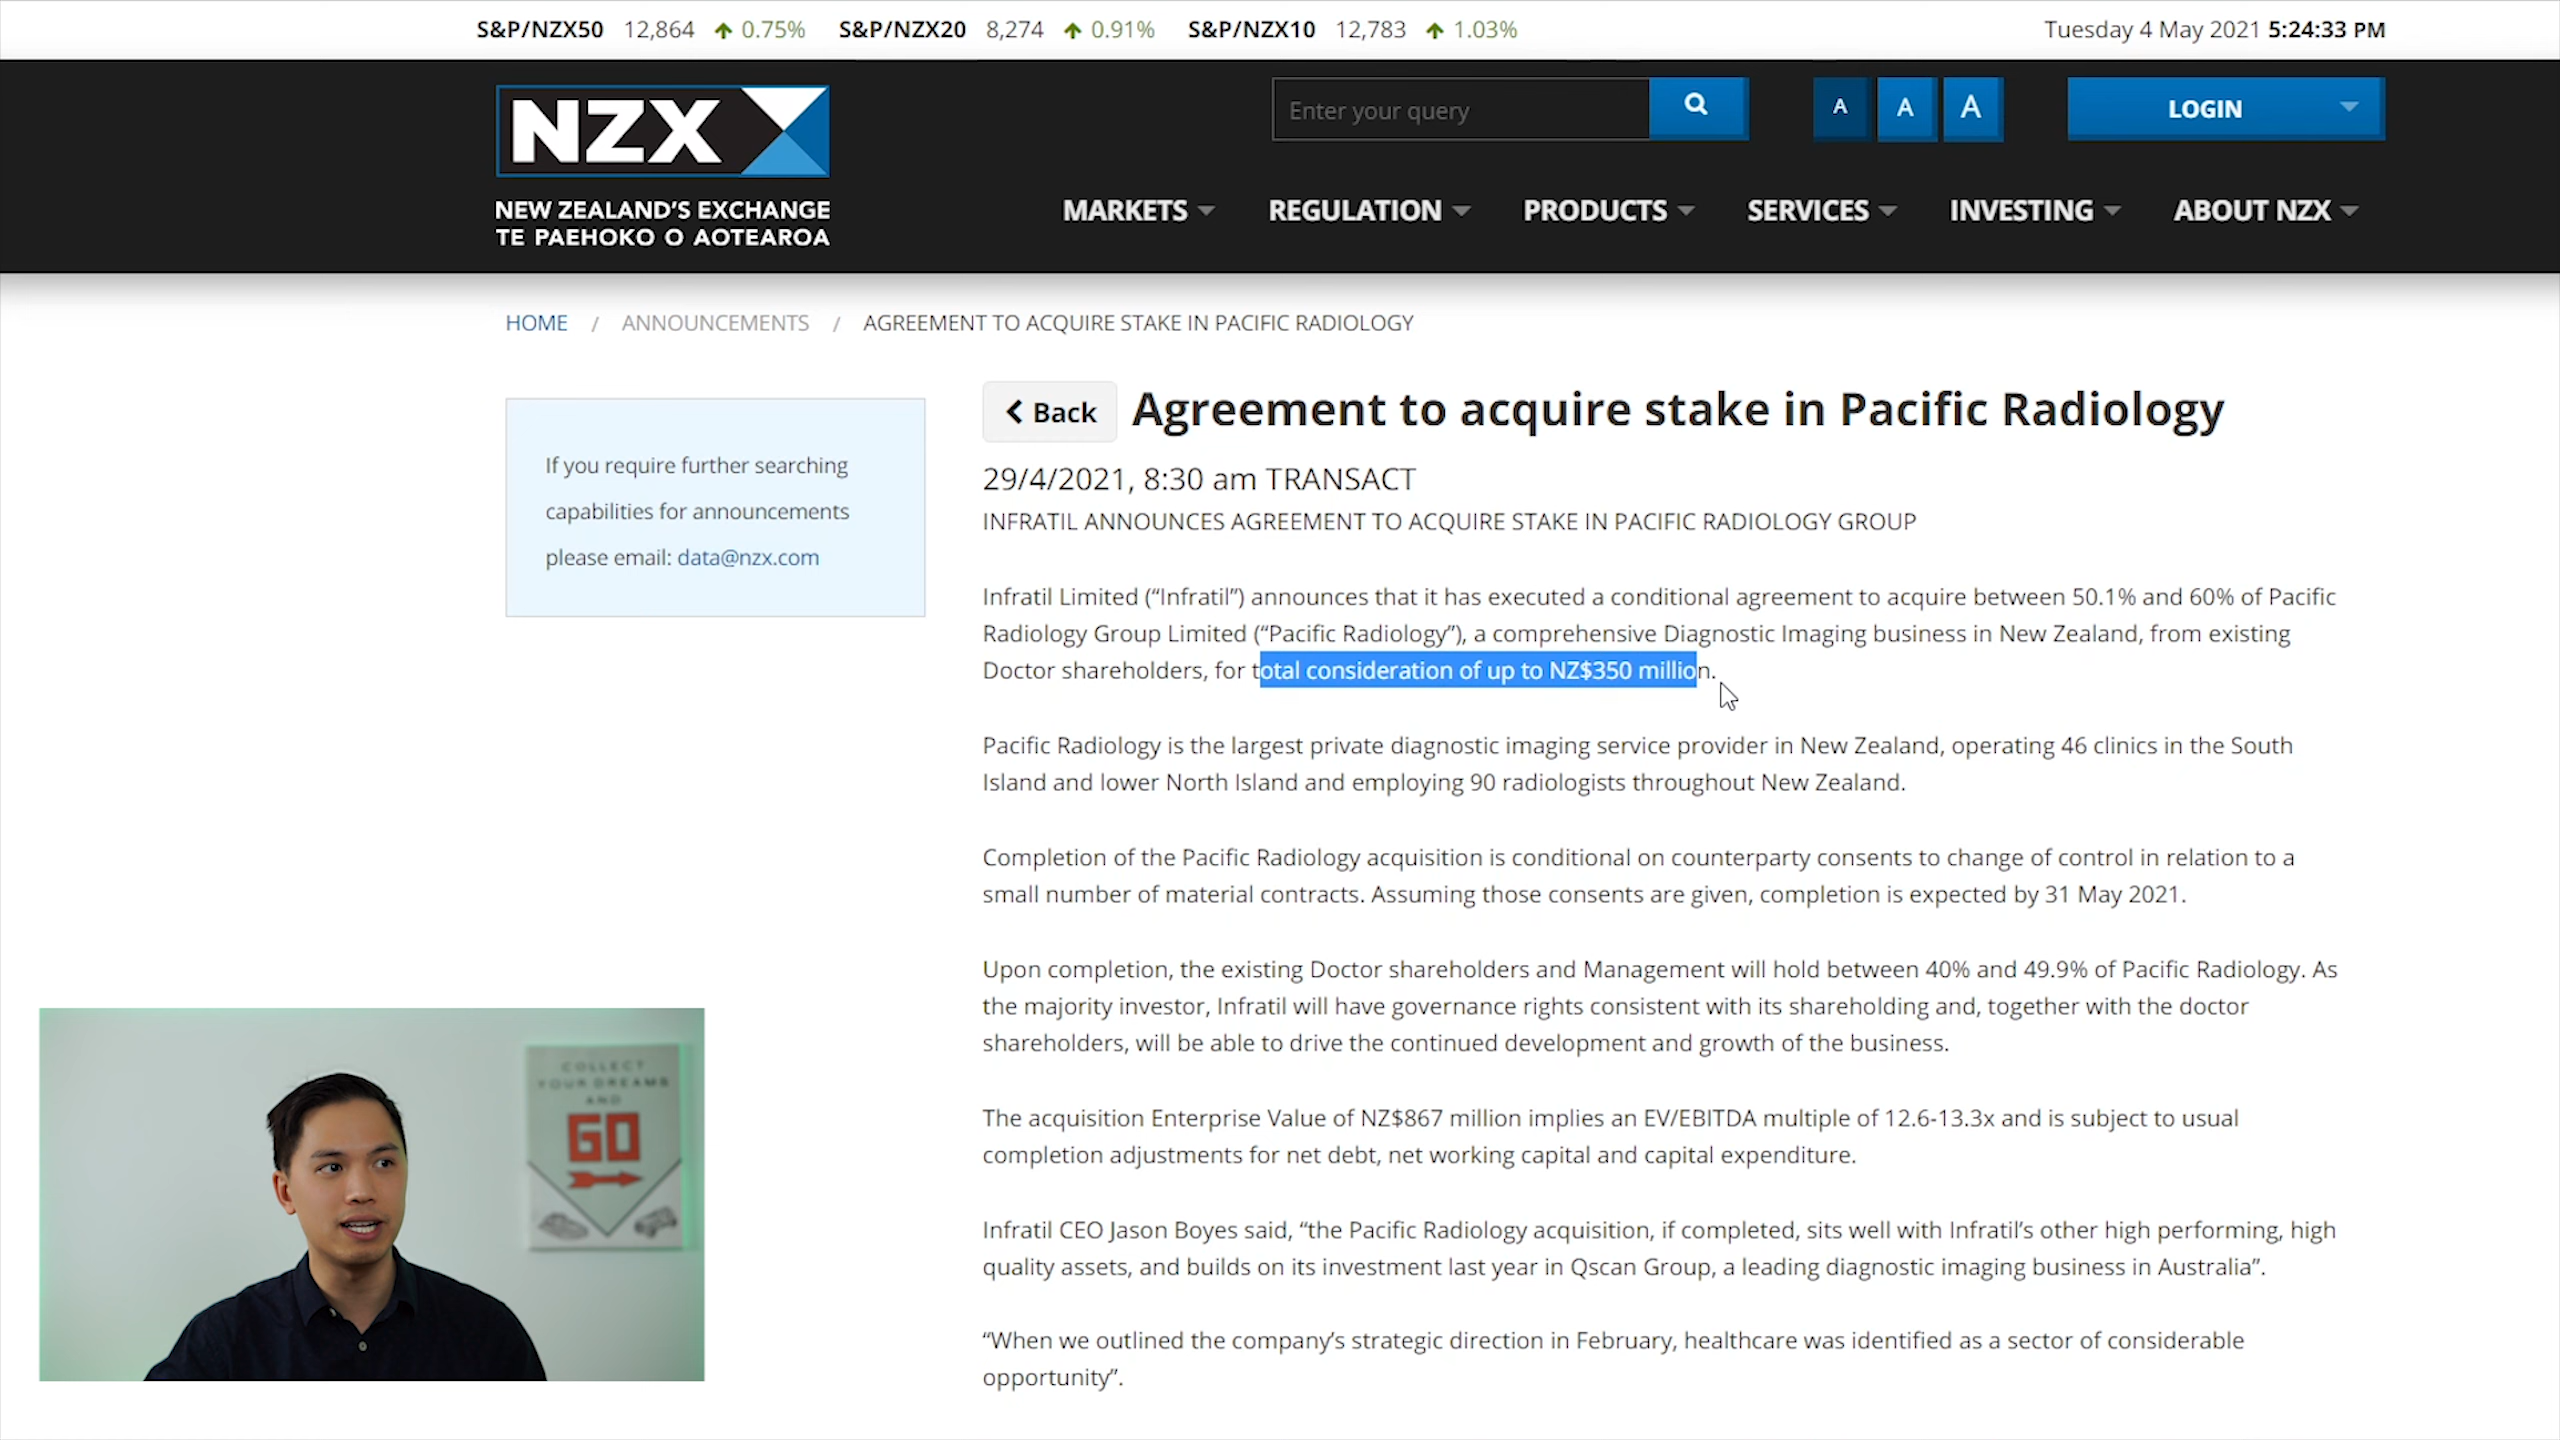 S&P/NZX50 12,864 0.75% S&P/NZX20 8,274 0.91% S&P/NZX10 12,783 1.03% Tuesday 4 May 2021 5:24:33 PM
NZX
NEW ZEALAND'S EXCHANGE
TE PAEHOKO O AOTEAROA
Enter your query
A A A
LOGIN
MARKETS REGULATION PRODUCTS SERVICES INVESTING ABOUT NZX
HOME / ANNOUNCEMENTS / AGREEMENT TO ACQUIRE STAKE IN PACIFIC RADIOLOGY
If you require further searching
capabilities for announcements
please email: data@nzx.com
Back
Agreement to acquire stake in Pacific Radiology
29/4/2021, 8:30 am TRANSACT
INFRATIL ANNOUNCES AGREEMENT TO ACQUIRE STAKE IN PACIFIC RADIOLOGY GROUP
Infratil Limited (“Infratil”) announces that it has executed a conditional agreement to acquire between 50.1% and 60% of Pacific
Radiology Group Limited (“Pacific Radiology”), a comprehensive Diagnostic Imaging business in New Zealand, from existing
Doctor shareholders, for total consideration of up to NZ$350 million.
Pacific Radiology is the largest private diagnostic imaging service provider in New Zealand, operating 46 clinics in the South
Island and lower North Island and employing 90 radiologists throughout New Zealand.
Completion of the Pacific Radiology acquisition is conditional on counterparty consents to change of control in relation to a
small number of material contracts. Assuming those consents are given, completion is expected by 31 May 2021.
Upon completion, the existing Doctor shareholders and Management will hold between 40% and 49.9% of Pacific Radiology. As
the majority investor, Infratil will have governance rights consistent with its shareholding and, together with the doctor
shareholders, will be able to drive the continued development and growth of the business.
The acquisition Enterprise Value of NZ$867 million implies an EV/EBITDA multiple of 12.6-13.3x and is subject to usual
completion adjustments for net debt, net working capital and capital expenditure.
Infratil CEO Jason Boyes said, “the Pacific Radiology acquisition, if completed, sits well with Infratil’s other high performing, high
quality assets, and builds on its investment last year in Qscan Group, a leading diagnostic imaging business in Australia”.
“When we outlined the company’s strategic direction in February, healthcare was identified as a sector of considerable
opportunity”.
COLLECT
YOUR DREAMS
AND
GO